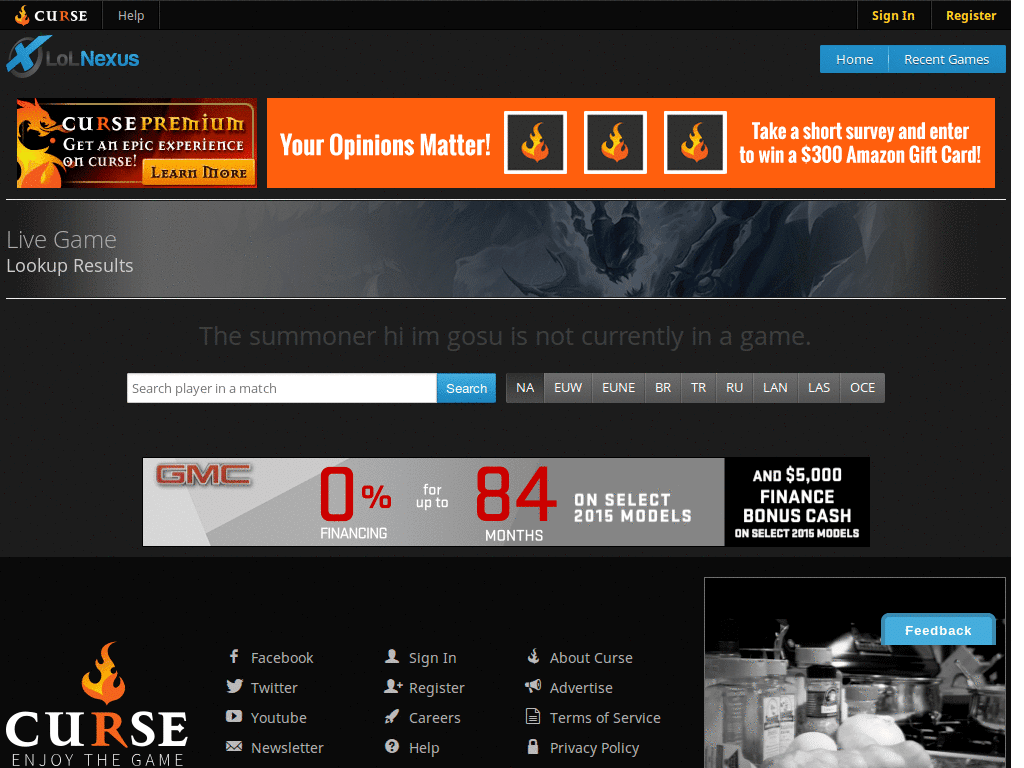 CURSE
Help
Sign In
Register
LoLNexus
Home
Recent Games
CURSE PREMIUM
GET AN EPIC EXPERIENCE
ON CURSE!
LEARN MORE
Your Opinions Matter!
Take a short survey and enter
to win a $300 Amazon Gift Card!
Live Game
Lookup Results
The summoner hi im gosu is not currently in a game.
Search player in a match
Search
NA
EUW
EUNE
BR
TR
RU
LAN
LAS
OCE
GMC
0%
FINANCING
for
up to
84
MONTHS
ON SELECT
2015 MODELS
AND $5,000
FINANCE
BONUS CASH
ON SELECT 2015 MODELS
Feedback
CURSE
ENJOY THE GAME
Facebook
Twitter
Youtube
Newsletter
Sign In
Register
Careers
Help
About Curse
Advertise
Terms of Service
Privacy Policy